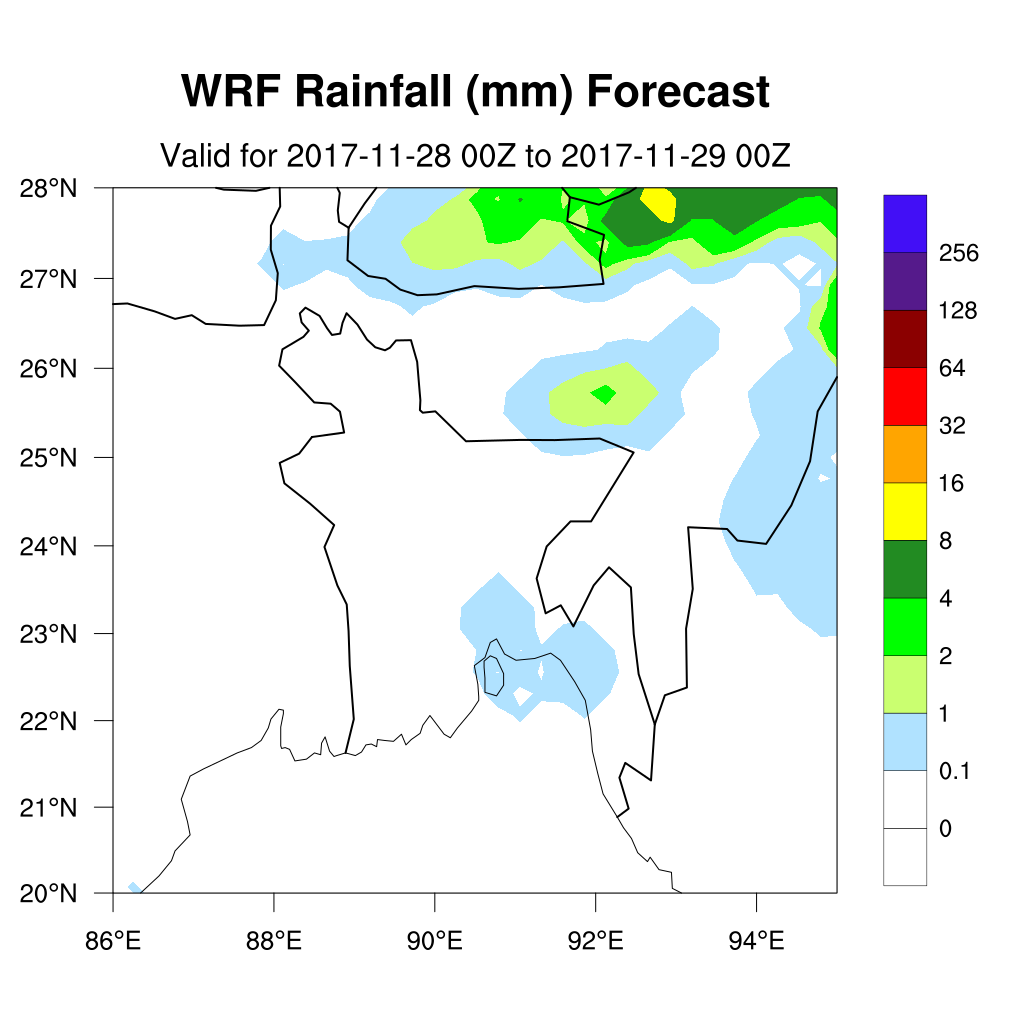 WRF Rainfall (mm) Forecast
Valid for 2017-11-28 00Z to 2017-11-29 00Z
28°N
27°N
26°N
25°N
24°N
23°N
22°N
21°N
20°N
86°E 88°E 90°E 92°E 94°E
256
128
64
32
16
8
4
2
1
0.1
0